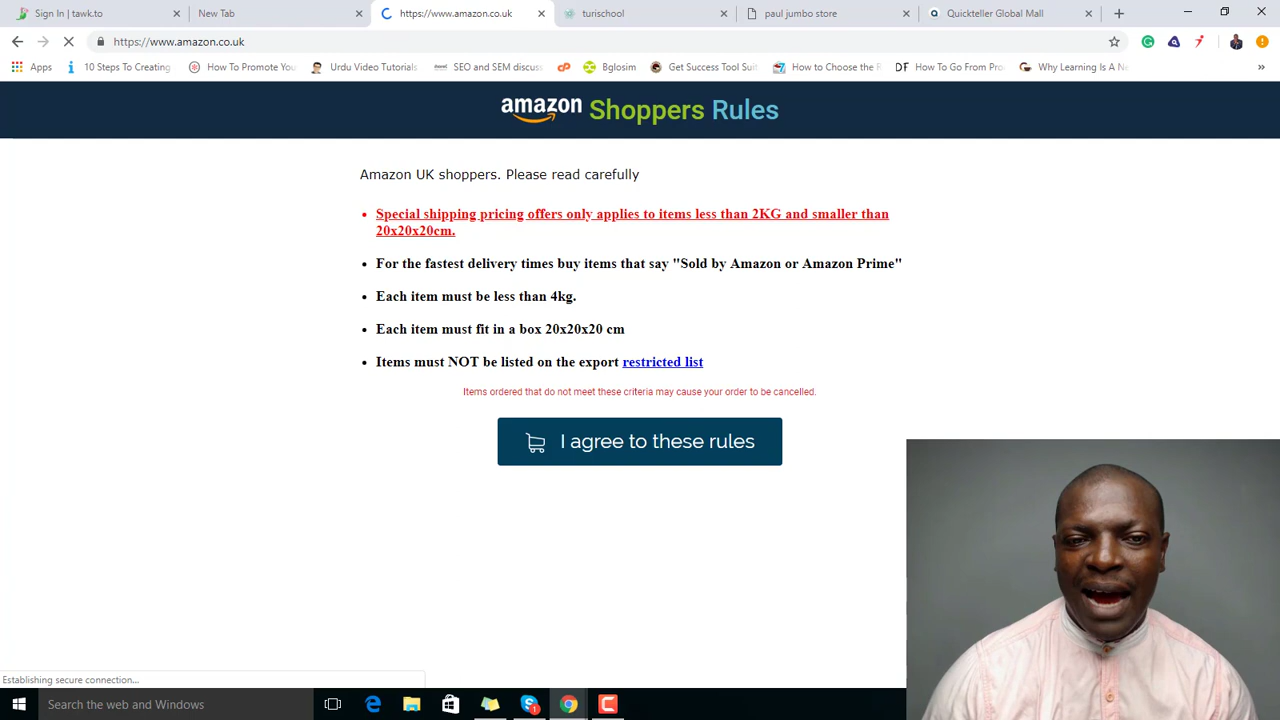 Sign In | tawk.to
New Tab
https://www.amazon.co.uk
turischool
paul jumbo store
Quickteller Global Mall
https://www.amazon.co.uk
Apps
10 Steps To Creating
How To Promote You
Urdu Video Tutorials
SEO and SEM discuss
Bglosim
Get Success Tool Suit
How to Choose the R
DF How To Go From Pro
Why Learning Is A Ne
amazon Shoppers Rules
Amazon UK shoppers. Please read carefully
• Special shipping pricing offers only applies to items less than 2KG and smaller than
20x20x20cm.
• For the fastest delivery times buy items that say "Sold by Amazon or Amazon Prime"
• Each item must be less than 4kg.
• Each item must fit in a box 20x20x20 cm
• Items must NOT be listed on the export restricted list
Items ordered that do not meet these criteria may cause your order to be cancelled.
I agree to these rules
Establishing secure connection...
Search the web and Windows